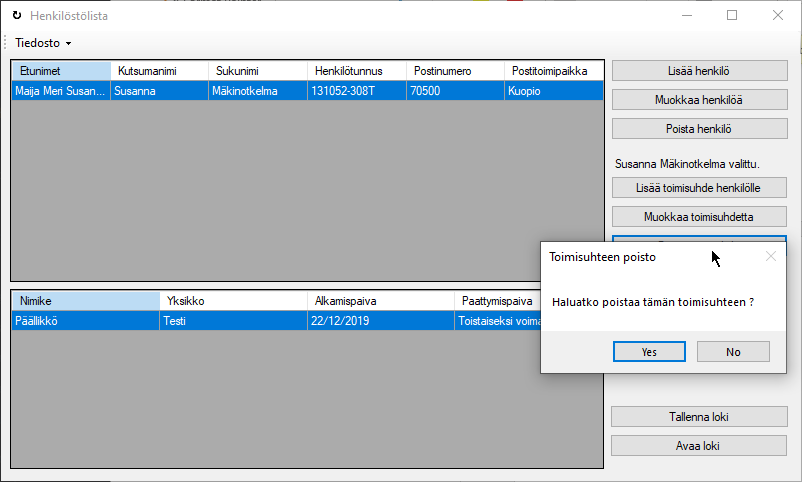 Henkilöstölista
Tiedosto
Etunimet Kutsumanimi Sukunimi Henkilötunnus Postinumero Postitoimipaikka
Maija Meri Susan... Susanna Mäkinotkelma 131052-308T 70500 Kuopio
Lisää henkilö
Muokkaa henkilöä
Poista henkilö
Susanna Mäkinotkelma valittu.
Lisää toimisuhde henkilölle
Muokkaa toimisuhdetta
Toimisuhteen poisto
Haluatko poistaa tämän toimisuhteen ?
Yes No
Nimike Yksikko Alkamispaiva Paattymispaiva
Päällikkö Testi 22/12/2019 Toistaiseksi voima
Tallenna loki
Avaa loki